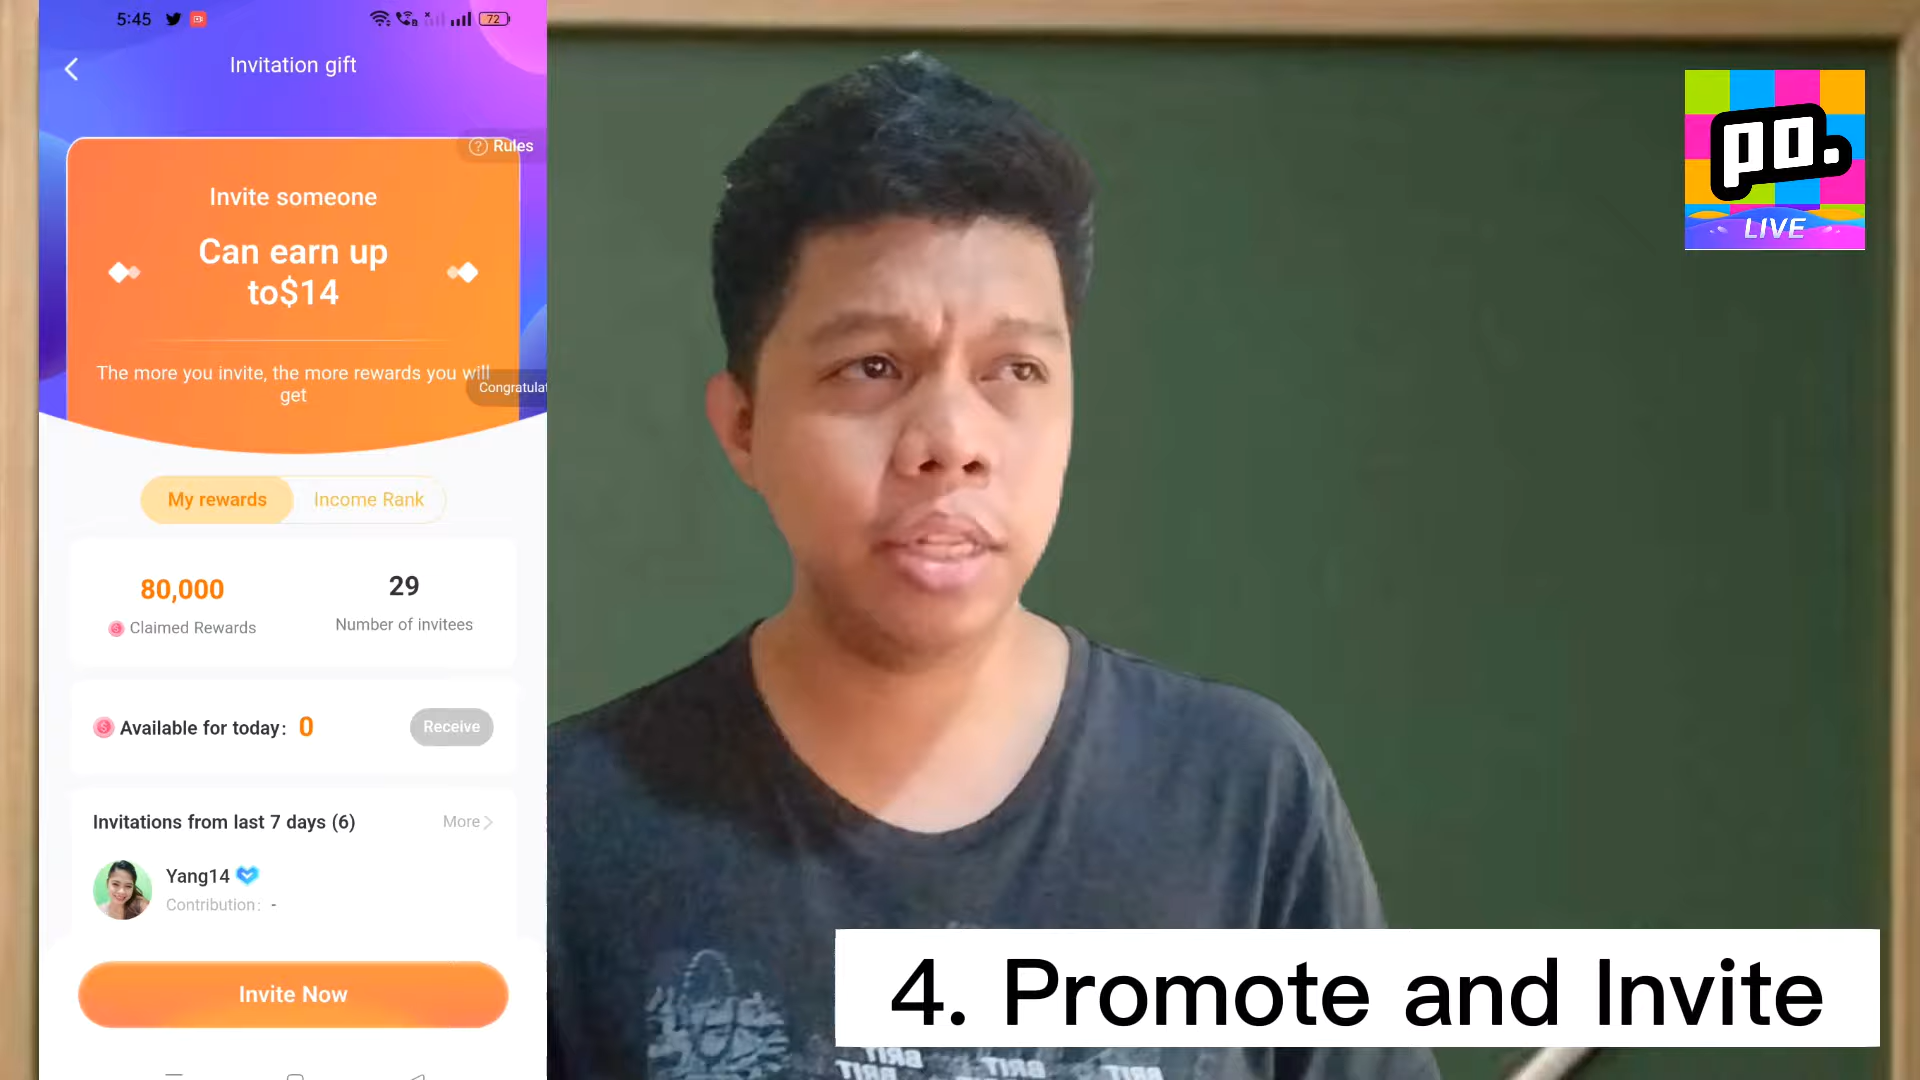 5:45
72
Invitation gift
Rules
Invite someone
Can earn up
to$14
The more you invite, the more rewards you will
get
Congratulat
My rewards
Income Rank
80,000
29
Claimed Rewards
Number of invitees
Available for today: 0
Receive
Invitations from last 7 days (6)
More
Yang14
Contribution: -
Invite Now
po.
LIVE
4. Promote and Invite